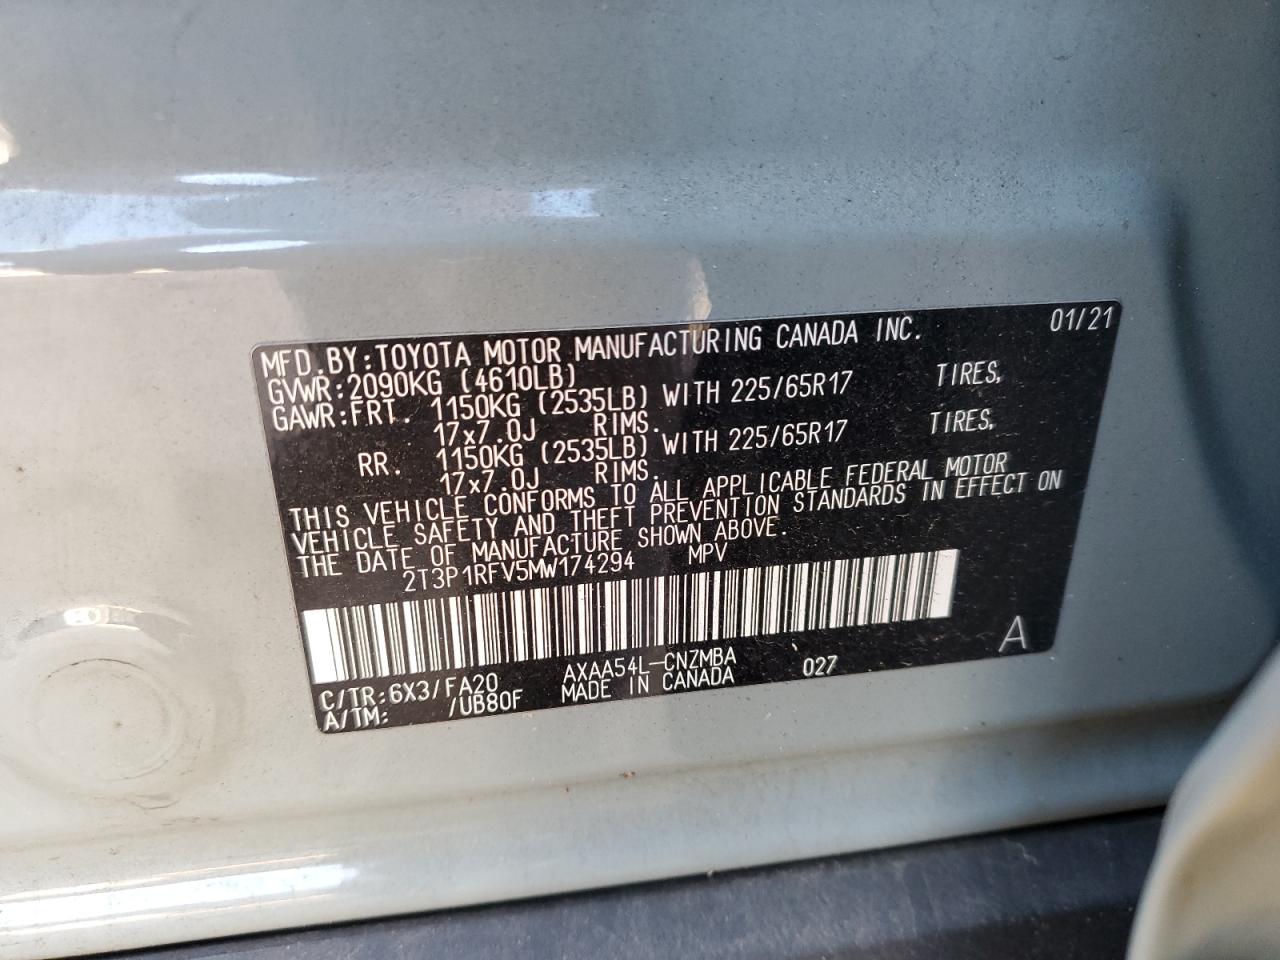 MFD.BY:TOYOTA MOTOR MANUFACTURING CANADA INC. 01/21
GVWR:2090KG (4610LB)
GAWR:FRT. 1150KG (2535LB) WITH 225/65R17 TIRES,
17x7.0J RIMS.
RR. 1150KG (2535LB) WITH 225/65R17 TIRES,
17x7.0J RIMS.
THIS VEHICLE CONFORMS TO ALL APPLICABLE FEDERAL MOTOR
VEHICLE SAFETY AND THEFT PREVENTION STANDARDS IN EFFECT ON
THE DATE OF MANUFACTURE SHOWN ABOVE.
2T3P1RFV5MW174294 MPV
A
C/TR:6X3/FA20 AXAA54L-CNZMBA 027
A/TM: /UB80F MADE IN CANADA